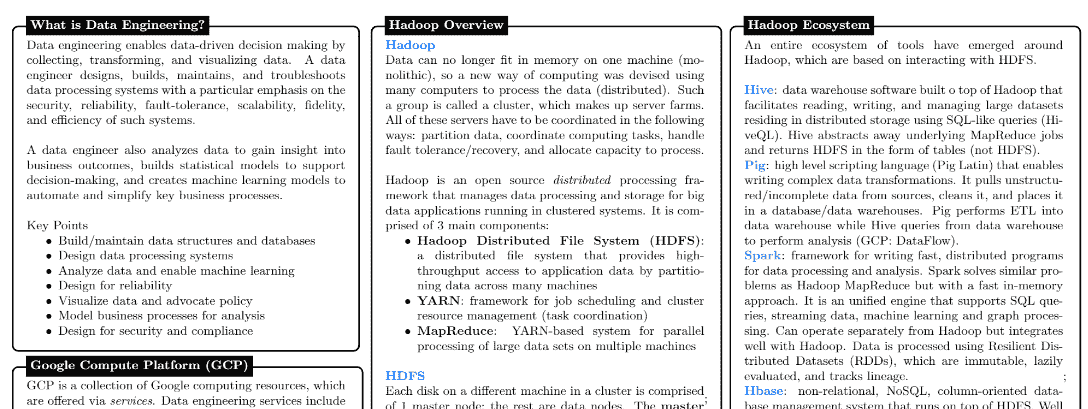 What is Data Engineering?
Data engineering enables data-driven decision making by
collecting, transforming, and visualizing data. A data
engineer designs, builds, maintains, and troubleshoots
data processing systems with a particular emphasis on the
security, reliability, fault-tolerance, scalability, fidelity,
and efficiency of such systems.
A data engineer also analyzes data to gain insight into
business outcomes, builds statistical models to support
decision-making, and creates machine learning models to
automate and simplify key business processes.
Key Points
• Build/maintain data structures and databases
• Design data processing systems
• Analyze data and enable machine learning
• Design for reliability
• Visualize data and advocate policy
• Model business processes for analysis
• Design for security and compliance
Google Compute Platform (GCP)
GCP is a collection of Google computing resources, which
are offered via services. Data engineering services include
Hadoop Overview
Hadoop
Data can no longer fit in memory on one machine (mo-
nolithic), so a new way of computing was devised using
many computers to process the data (distributed). Such
a group is called a cluster, which makes up server farms.
All of these servers have to be coordinated in the following
ways: partition data, coordinate computing tasks, handle
fault tolerance/recovery, and allocate capacity to process.
Hadoop is an open source distributed processing fra-
mework that manages data processing and storage for big
data applications running in clustered systems. It is com-
prised of 3 main components:
• Hadoop Distributed File System (HDFS):
a distributed file system that provides high-
throughput access to application data by partitio-
ning data across many machines
• YARN: framework for job scheduling and cluster
resource management (task coordination)
• MapReduce: YARN-based system for parallel
processing of large data sets on multiple machines
HDFS
Each disk on a different machine in a cluster is comprised
of 1 master node; the rest are data nodes. The master
Hadoop Ecosystem
An entire ecosystem of tools have emerged around
Hadoop, which are based on interacting with HDFS.
Hive: data warehouse software built o top of Hadoop that
facilitates reading, writing, and managing large datasets
residing in distributed storage using SQL-like queries (Hi-
veQL). Hive abstracts away underlying MapReduce jobs
and returns HDFS in the form of tables (not HDFS).
Pig: high level scripting language (Pig Latin) that enables
writing complex data transformations. It pulls unstructu-
red/incomplete data from sources, cleans it, and places it
in a database/data warehouses. Pig performs ETL into
data warehouse while Hive queries from data warehouse
to perform analysis (GCP: DataFlow).
Spark: framework for writing fast, distributed programs
for data processing and analysis. Spark solves similar pro-
blems as Hadoop MapReduce but with a fast in-memory
approach. It is an unified engine that supports SQL que-
ries, streaming data, machine learning and graph proces-
sing. Can operate separately from Hadoop but integrates
well with Hadoop. Data is processed using Resilient Dis-
tributed Datasets (RDDs), which are immutable, lazily
evaluated, and tracks lineage. ;
Hbase: non-relational, NoSQL, column-oriented data-
base management system that runs on top of HDFS. Well